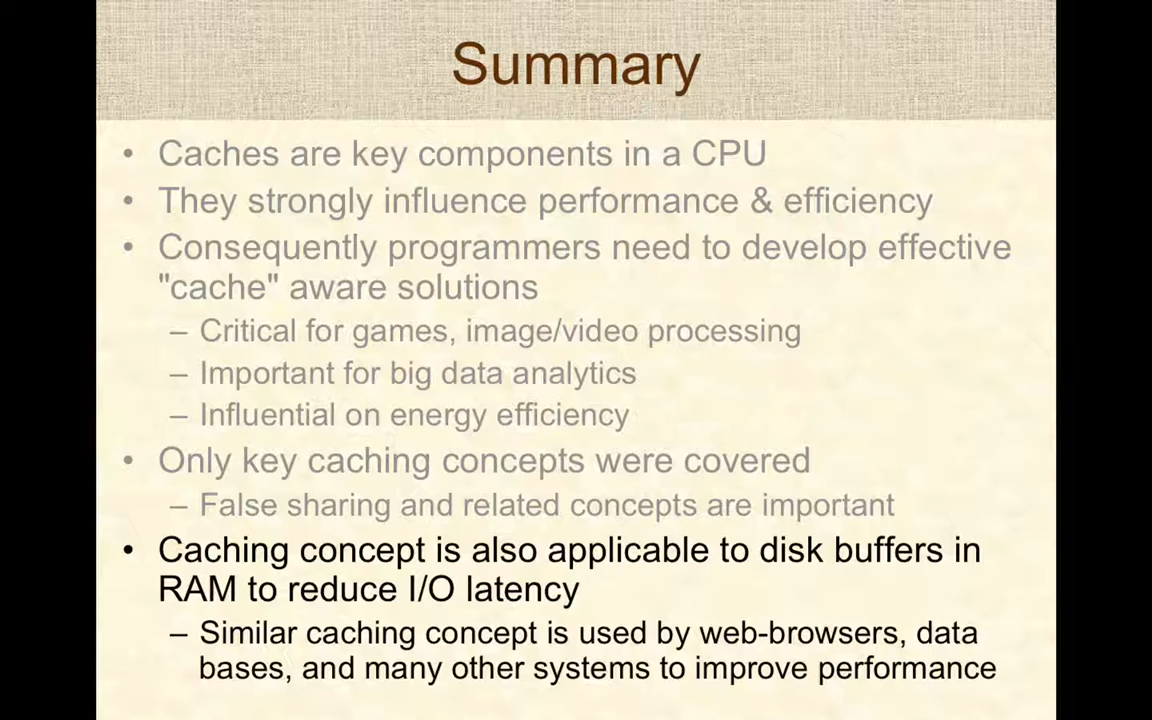 Summary
• Caches are key components in a CPU
• They strongly influence performance & efficiency
• Consequently programmers need to develop effective
"cache" aware solutions
– Critical for games, image/video processing
– Important for big data analytics
– Influential on energy efficiency
• Only key caching concepts were covered
– False sharing and related concepts are important
• Caching concept is also applicable to disk buffers in
RAM to reduce I/O latency
– Similar caching concept is used by web-browsers, data
bases, and many other systems to improve performance